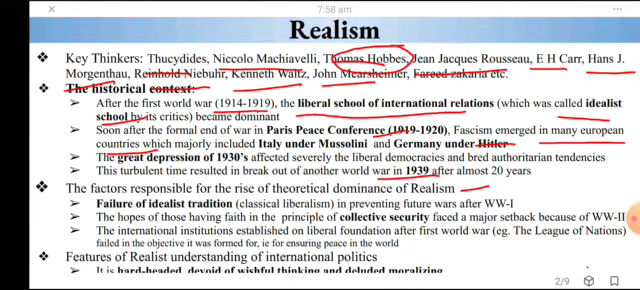 7:58 am
Realism
❖ Key Thinkers: Thucydides, Niccolo Machiavelli, Thomas Hobbes, Jean Jacques Rousseau, E H Carr, Hans J.
Morgenthau, Reinhold Niebuhr, Kenneth Waltz, John Mearsheimer, Fareed zakaria etc.
❖ The historical context:
➢ After the first world war (1914-1919), the liberal school of international relations (which was called idealist
school by its critics) became dominant
➢ Soon after the formal end of war in Paris Peace Conference (1919-1920), Fascism emerged in many european
countries which majorly included Italy under Mussolini and Germany under Hitler
➢ The great depression of 1930's affected severely the liberal democracies and bred authoritarian tendencies
➢ This turbulent time resulted in break out of another world war in 1939 after almost 20 years
❖ The factors responsible for the rise of theoretical dominance of Realism
➢ Failure of idealist tradition (classical liberalism) in preventing future wars after WW-I
➢ The hopes of those having faith in the principle of collective security faced a major setback because of WW-II
➢ The international institutions established on liberal foundation after first world war (eg. The League of Nations)
failed in the objective it was formed for, ie for ensuring peace in the world
❖ Features of Realist understanding of international politics
➢ It is hard-headed, devoid of wishful thinking and deluded moralizing
2/9